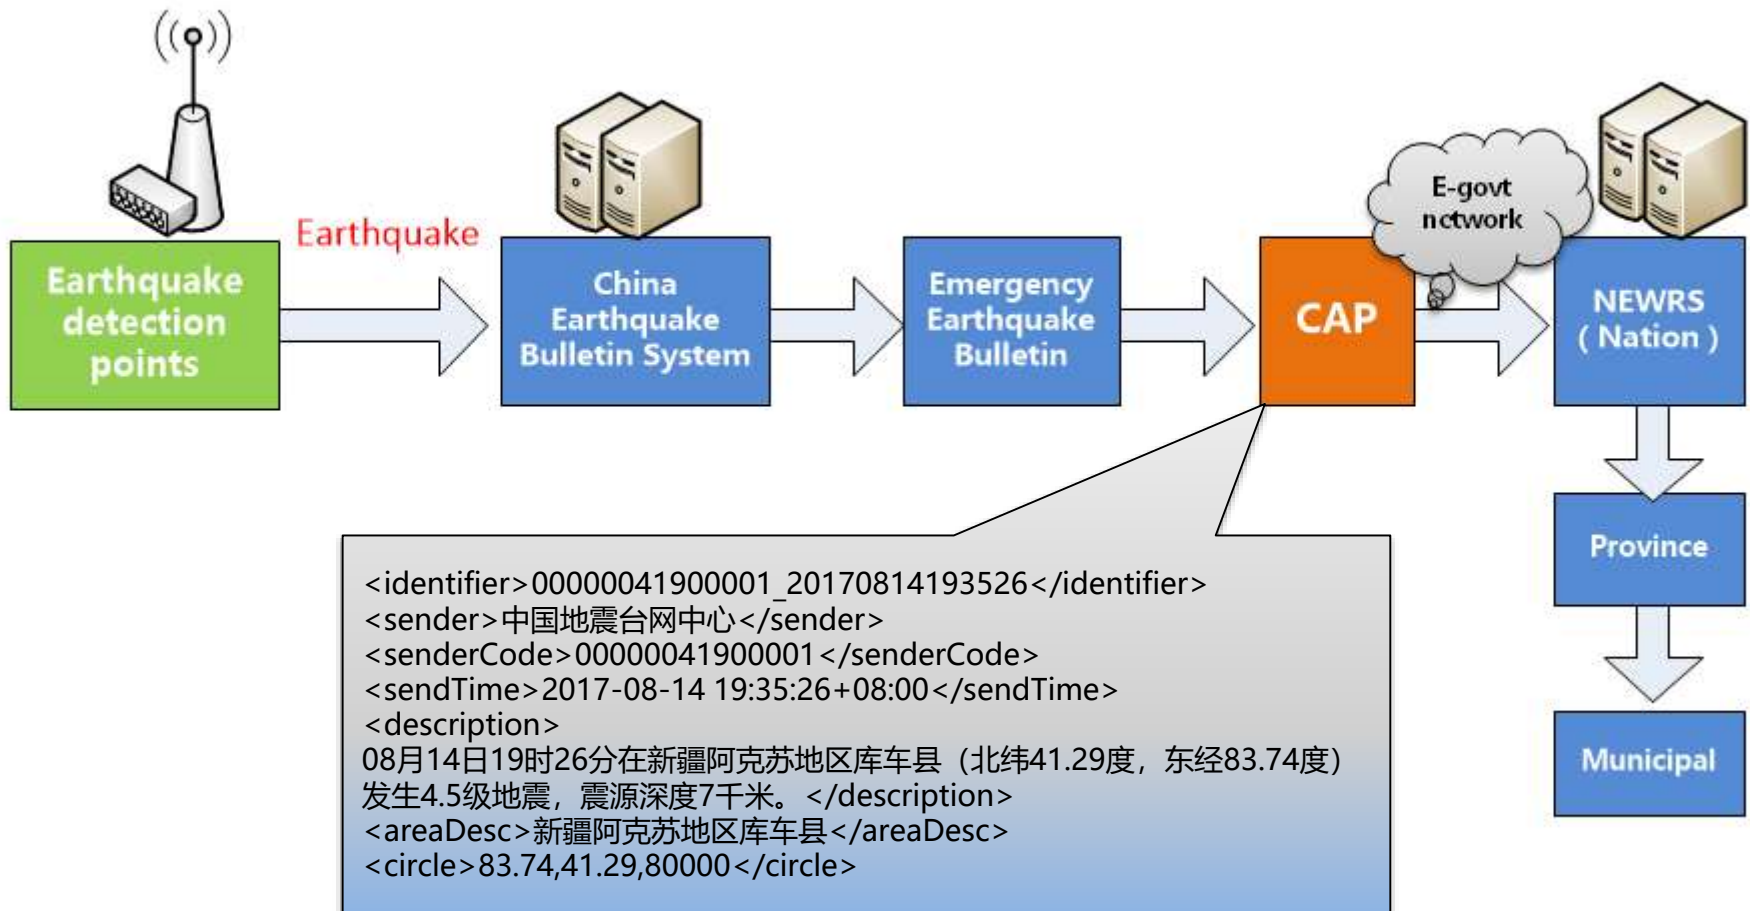 Earthquake
detection
points
Earthquake
China
Earthquake
Bulletin System
Emergency
Earthquake
Bulletin
CAP
E-govt
nctwork
NEWRS
( Nation )
Province
Municipal
<identifier>00000041900001_20170814193526</identifier>
<sender>中国地震台网中心</sender>
<senderCode>00000041900001</senderCode>
<sendTime>2017-08-14 19:35:26+08:00</sendTime>
<description>
08月14日19时26分在新疆阿克苏地区库车县（北纬41.29度，东经83.74度）
发生4.5级地震，震源深度7千米。</description>
<areaDesc>新疆阿克苏地区库车县</areaDesc>
<circle>83.74,41.29,80000</circle>